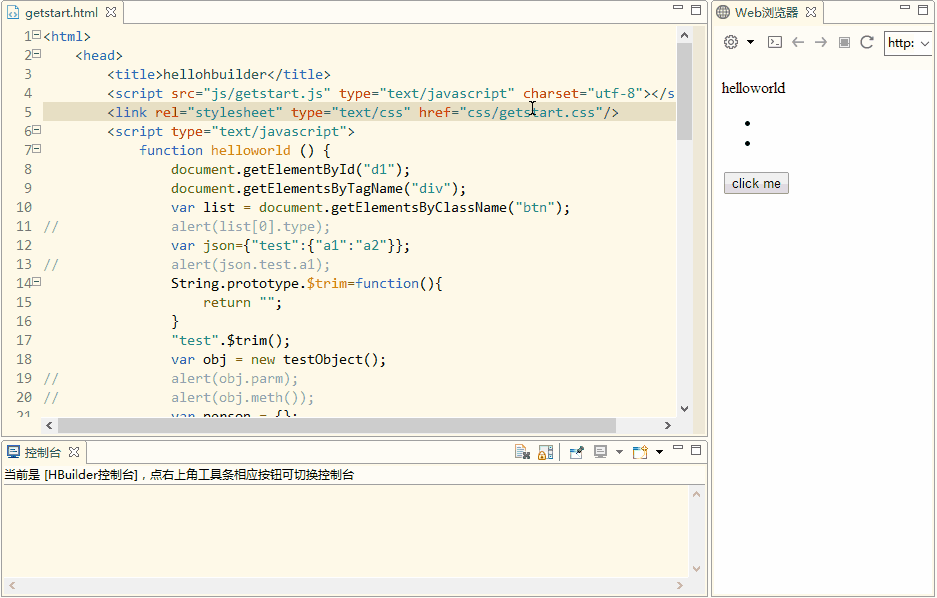 getstart.html
1 <html>
2 <head>
3 <title>hellohbuilder</title>
4 <script src="js/getstart.js" type="text/javascript" charset="utf-8"></s
5 <link rel="stylesheet" type="text/css" href="css/getstart.css"/>
6 <script type="text/javascript">
7 function helloworld () {
8 document.getElementById("d1");
9 document.getElementsByTagName("div");
10 var list = document.getElementsByClassName("btn");
11 // alert(list[0].type);
12 var json={"test":{"a1":"a2"}};
13 // alert(json.test.a1);
14 String.prototype.$trim=function(){
15 return "";
16 }
17 "test".$trim();
18 var obj = new testObject();
19 // alert(obj.parm);
20 // alert(obj.meth());
21 var person = {};
控制台
当前是 [HBuilder控制台]，点右上角工具条相应按钮可切换控制台
Web浏览器
http:
helloworld
click me